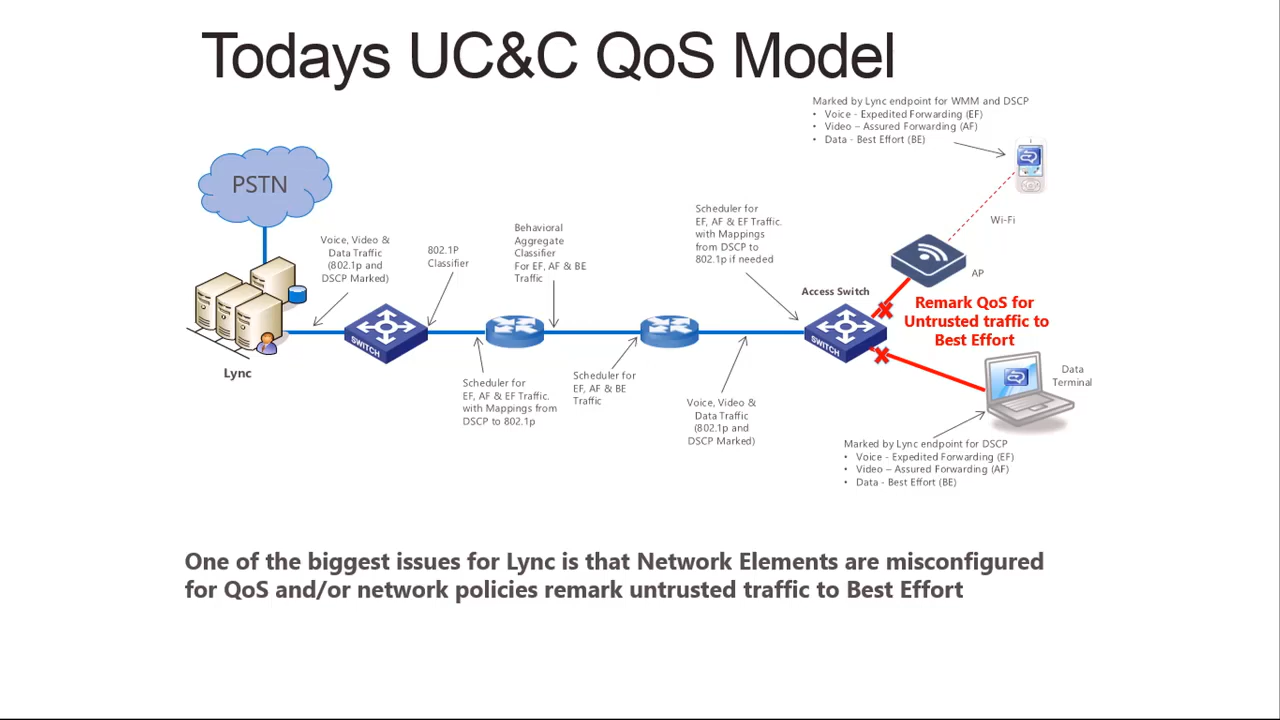 Todays UC&C QoS Model
Marked by Lync endpoint for WMM and DSCP
• Voice - Expedited Forwarding (EF)
• Video – Assured Forwarding (AF)
• Data - Best Effort (BE)
PSTN
Wi-Fi
Voice, Video &
Data Traffic
(802.1p and
DSCP Marked)
802.1P
Classifier
Behavioral
Aggregate
Classifier
For EF, AF & BE
Traffic
Scheduler for
EF, AF & EF Traffic.
with Mappings
from DSCP to
802.1p if needed
AP
Access Switch
Remark QoS for
Untrusted traffic to
Best Effort
SWITCH
SWITCH
Lync
Scheduler for
EF, AF & EF Traffic.
with Mappings from
DSCP to 802.1p
Scheduler for
EF, AF & BE
Traffic
Voice, Video &
Data Traffic
(802.1p and
DSCP Marked)
Data
Terminal
Marked by Lync endpoint for DSCP
• Voice - Expedited Forwarding (EF)
• Video – Assured Forwarding (AF)
• Data - Best Effort (BE)
One of the biggest issues for Lync is that Network Elements are misconfigured
for QoS and/or network policies remark untrusted traffic to Best Effort